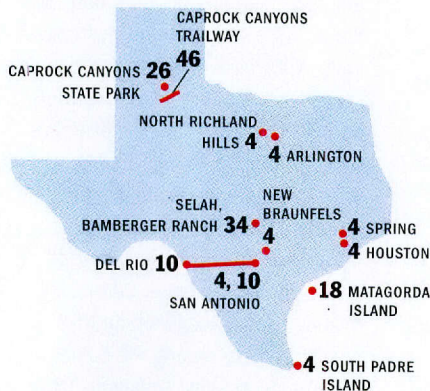 CAPROCK CANYONS
TRAILWAY
46
CAPROCK CANYONS 26
STATE PARK
NORTH RICHLAND
HILLS 4
4 ARLINGTON
NEW
BRAUNFELS
4
SELAH,
BAMBERGER RANCH 34
4 SPRING
4 HOUSTON
DEL RIO 10
4, 10
SAN ANTONIO
18 MATAGORDA
ISLAND
4 SOUTH PADRE
ISLAND